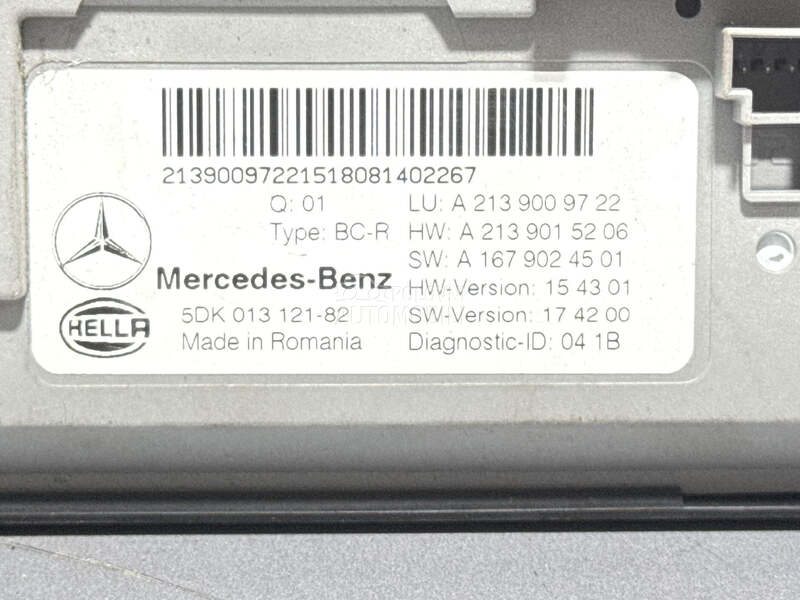 21390097221518081402267
Q: 01 LU: A 213 900 97 22
Type: BC-R HW: A 213 901 52 06
SW: A 167 902 45 01
Mercedes-Benz HW-Version: 15 43 01
HELLA 5DK 013 121-82 SW-Version: 17 42 00
Made in Romania Diagnostic-ID: 04 1B